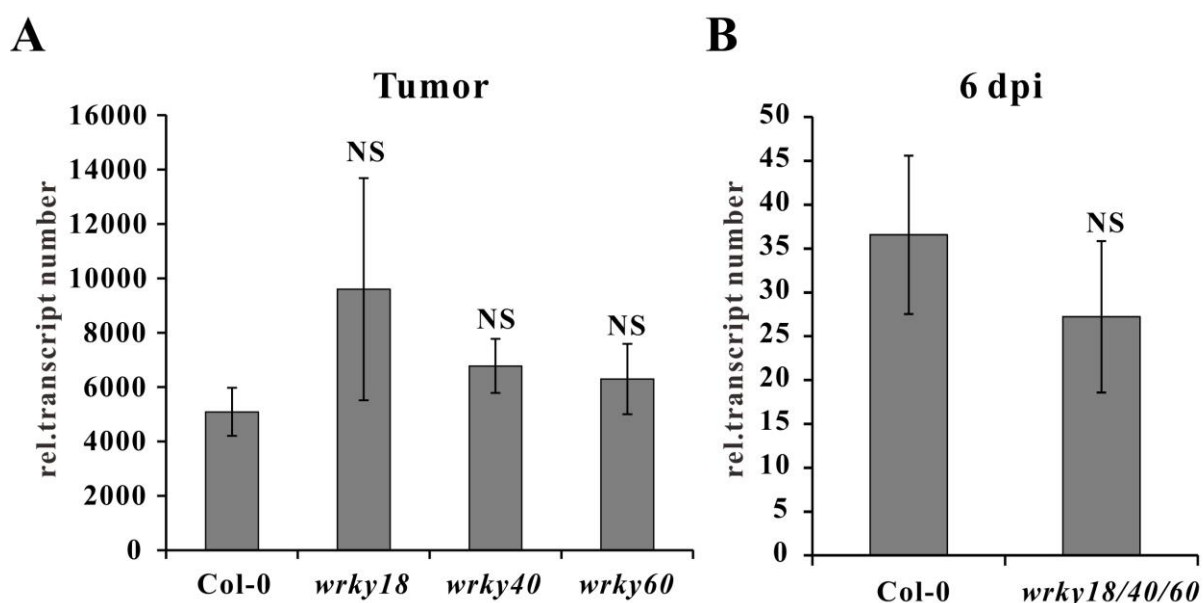 A
Tumor
rel.transcript number
16000
14000
12000
10000
8000
6000
4000
2000
0
NS
NS
NS
Col-0 wrky18 wrky40 wrky60
B
6 dpi
rel.transcript number
50
45
40
35
30
25
20
15
10
5
0
NS
Col-0 wrky18/40/60